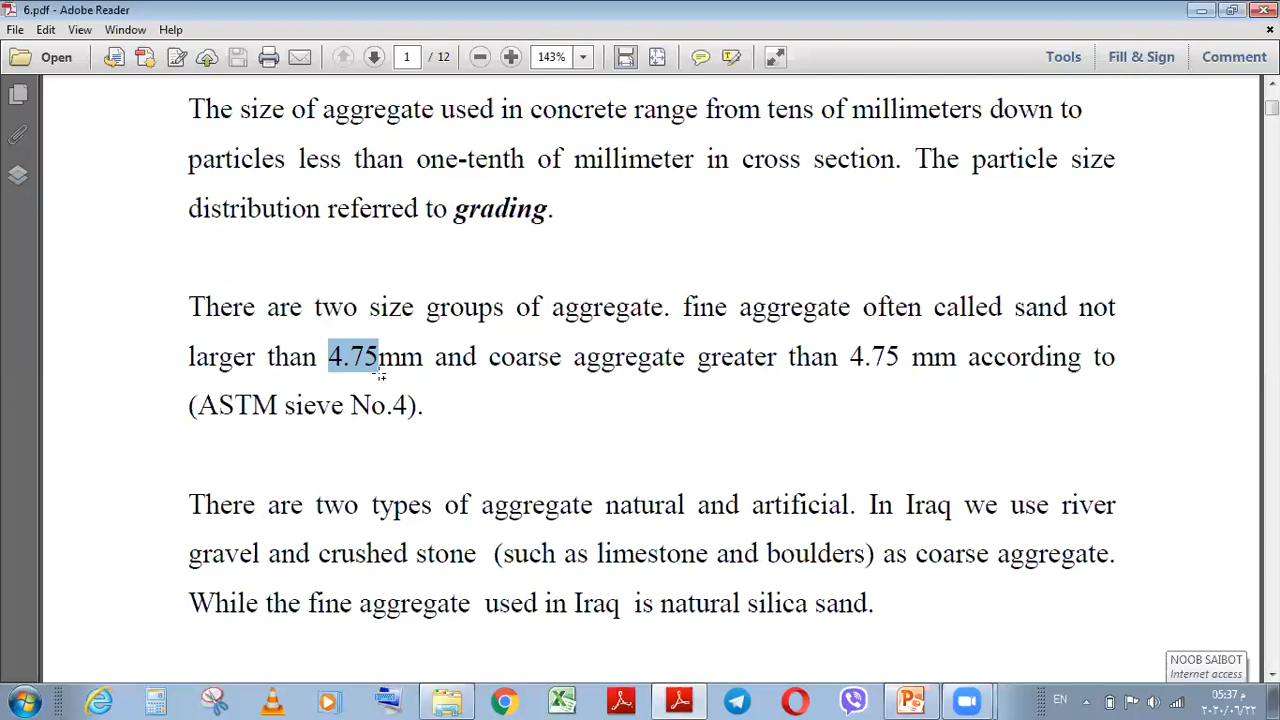 6.pdf - Adobe Reader
File Edit View Window Help
Open 1 / 12 143% Tools Fill & Sign Comment
The size of aggregate used in concrete range from tens of millimeters down to
particles less than one-tenth of millimeter in cross section. The particle size
distribution referred to grading.
There are two size groups of aggregate. fine aggregate often called sand not
larger than 4.75mm and coarse aggregate greater than 4.75 mm according to
(ASTM sieve No.4).
There are two types of aggregate natural and artificial. In Iraq we use river
gravel and crushed stone (such as limestone and boulders) as coarse aggregate.
While the fine aggregate used in Iraq is natural silica sand.
NOOB SAIBOT
Internet access
EN
05:37 م
٢٠٢٠/٠٦/٢٢